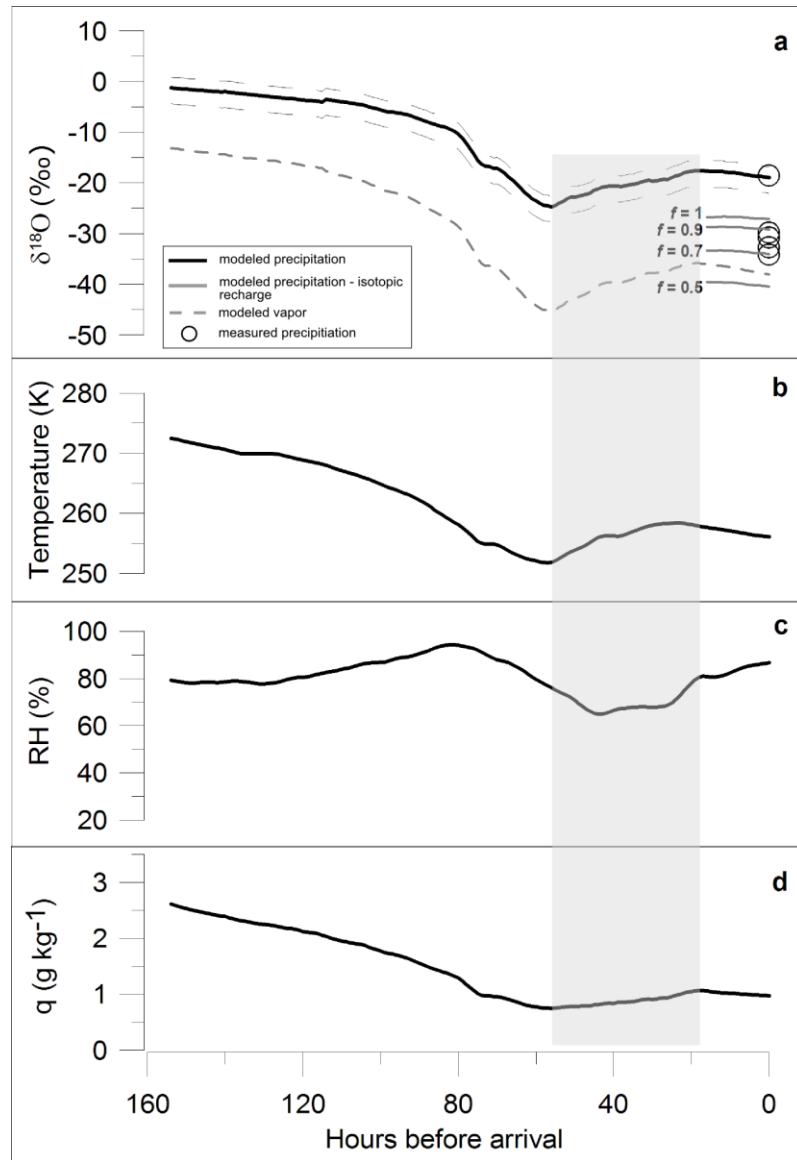 a
10
0
-10
-20
-30
-40
-50
δ18O (‰)
f = 1
f = 0.9
f = 0.7
f = 0.5
modeled precipitation
modeled precipitation - isotopic
recharge
modeled vapor
measured precipitiation
b
280
270
260
250
Temperature (K)
c
100
80
60
40
20
RH (%)
d
3
2
1
0
q (g kg-1)
160
120
80
40
0
Hours before arrival